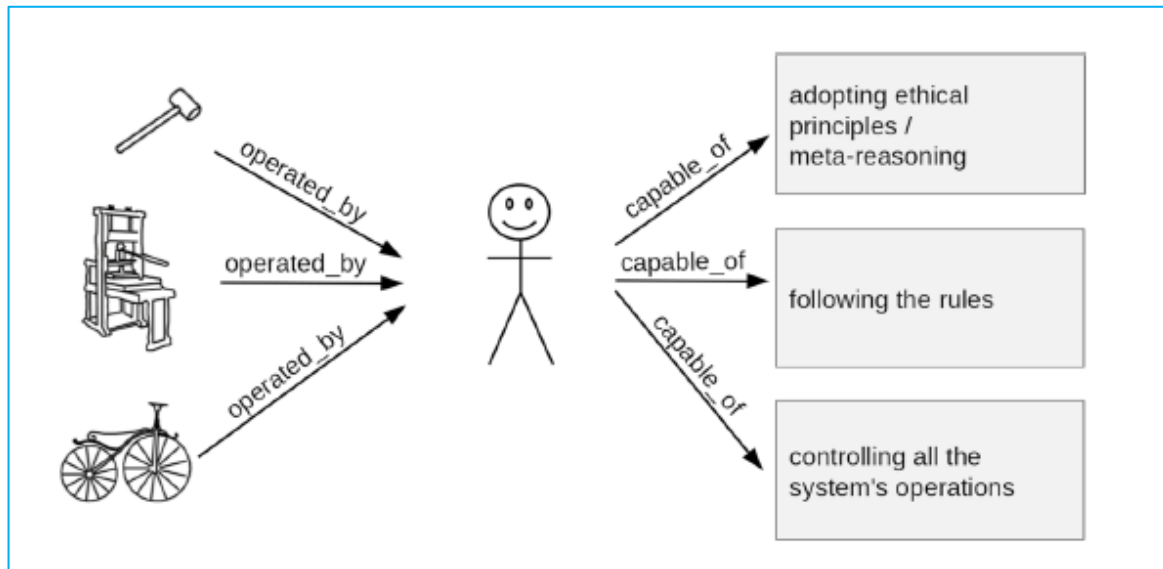 operated_by
operated_by
operated_by
capable_of
capable_of
capable_of
adopting ethical
principles /
meta-reasoning
following the rules
controlling all the
system's operations